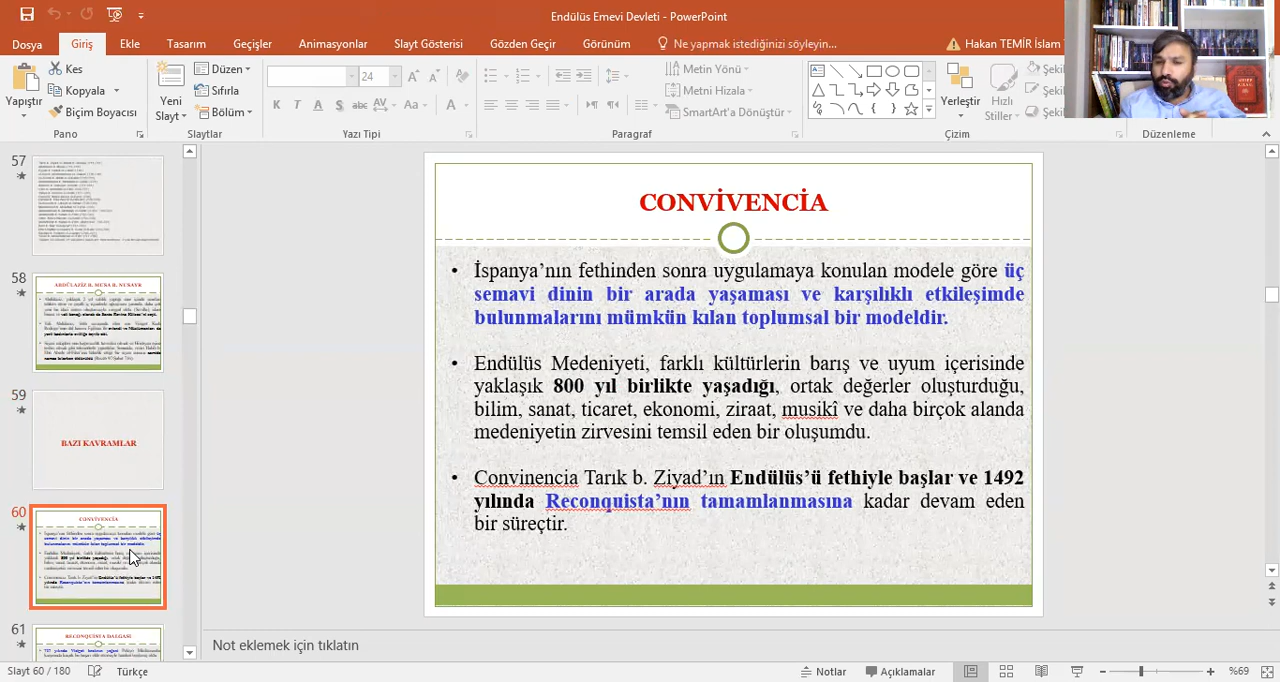 Endülüs Emevi Devleti - PowerPoint
Dosya
Giriş
Ekle
Tasarım
Geçişler
Animasyonlar
Slayt Gösterisi
Gözden Geçir
Görünüm
Ne yapmak istediğinizi söyleyin...
Hakan TEMİR İslam
Yapıştır
Kes
Kopyala
Biçim Boyacısı
Pano
Yeni
Slayt
Düzen
Sıfırla
Bölüm
Slaytlar
24
K T A S abc AV Aa A
Yazı Tipi
Metin Yönü
Metni Hizala
SmartArt'a Dönüştür
Paragraf
Yerleştir
Hızlı
Stiller
Şekil
Şekil
Şekil
Çizim
Düzenleme
57
58
ABDÜLAZİZ B. MUSA B. NUSAYR
59
BAZI KAVRAMLAR
60
CONVİVENCİA
61
RECONQUISTA DALGASI
CONVİVENCİA
• İspanya’nın fethinden sonra uygulamaya konulan modele göre üç
semavi dinin bir arada yaşaması ve karşılıklı etkileşimde
bulunmalarını mümkün kılan toplumsal bir modeldir.
• Endülüs Medeniyeti, farklı kültürlerin barış ve uyum içerisinde
yaklaşık 800 yıl birlikte yaşadığı, ortak değerler oluşturduğu,
bilim, sanat, ticaret, ekonomi, ziraat, musikî ve daha birçok alanda
medeniyetin zirvesini temsil eden bir oluşumdu.
• Convinencia Tarık b. Ziyad’ın Endülüs’ü fethiyle başlar ve 1492
yılında Reconquista’nın tamamlanmasına kadar devam eden
bir süreçtir.
Not eklemek için tıklatın
Slayt 60 / 180
Türkçe
Notlar
Açıklamalar
%69